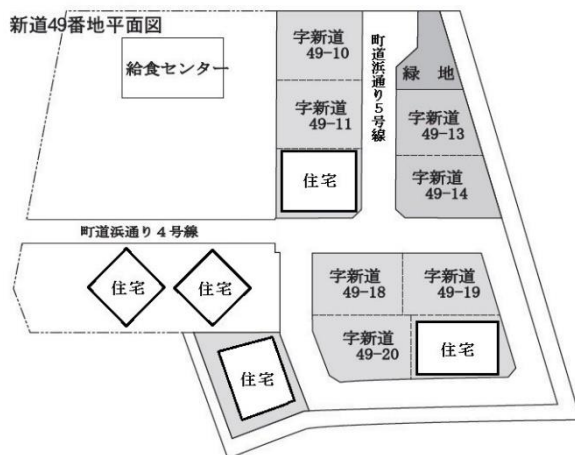 新道49番地平面図
給食センター
字新道
49-10
字新道
49-11
住宅
町道浜通り5号線
緑 地
字新道
49-13
字新道
49-14
町道浜通り4号線
住宅
住宅
字新道
49-18
字新道
49-19
字新道
49-20
住宅
住宅